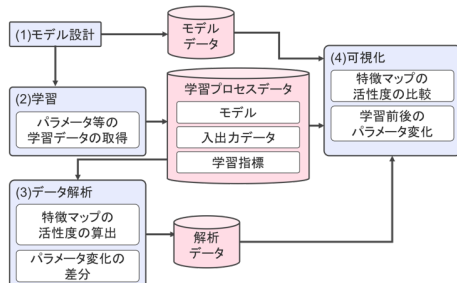 (1)モデル設計
モデル
データ
(2)学習
パラメータ等の
学習データの取得
学習プロセスデータ
モデル
入出力データ
学習指標
(3)データ解析
特徴マップの
活性度の算出
パラメータ変化の
差分
解析
データ
(4)可視化
特徴マップの
活性度の比較
学習前後の
パラメータ変化